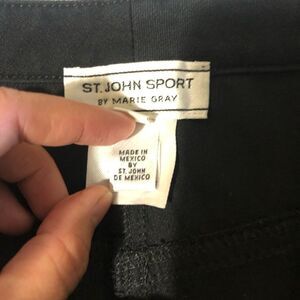 ST. JOHN SPORT
BY MARIE GRAY
MADE IN
MEXICO
BY
ST. JOHN
DE MEXICO